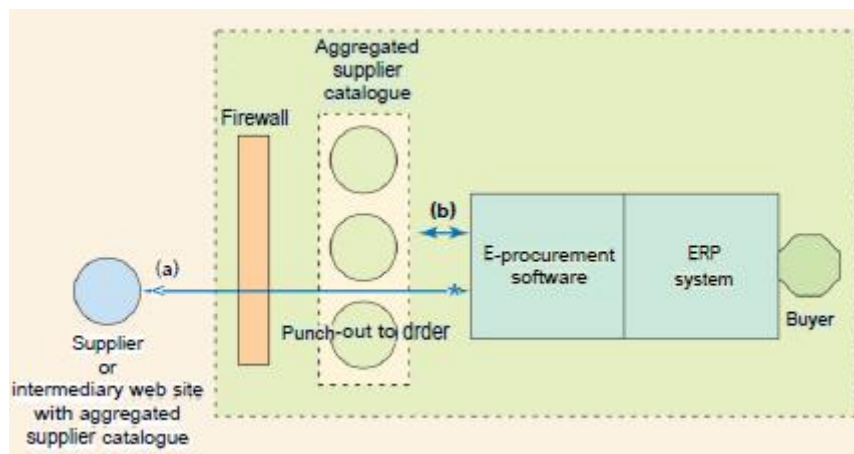 Aggregated
supplier
catalogue
Firewall
(b)
(a)
E-procurement
software
ERP
system
Punch-out to drder
Buyer
Supplier
or
intermediary web site
with aggregated
supplier catalogue